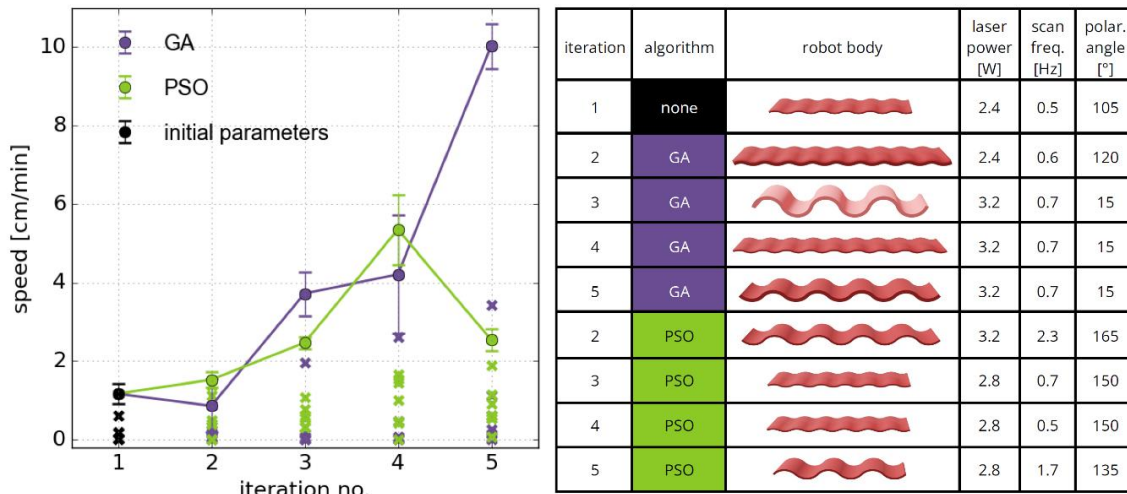 10
8
6
4
2
0
speed [cm/min]
GA
PSO
initial parameters
1 2 3 4 5
iteration no.
iteration algorithm robot body laser power [W] scan freq. [Hz] polar. angle [°]
1 none 2.4 0.5 105
2 GA 2.4 0.6 120
3 GA 3.2 0.7 15
4 GA 3.2 0.7 15
5 GA 3.2 0.7 15
2 PSO 3.2 2.3 165
3 PSO 2.8 0.7 150
4 PSO 2.8 0.5 150
5 PSO 2.8 1.7 135